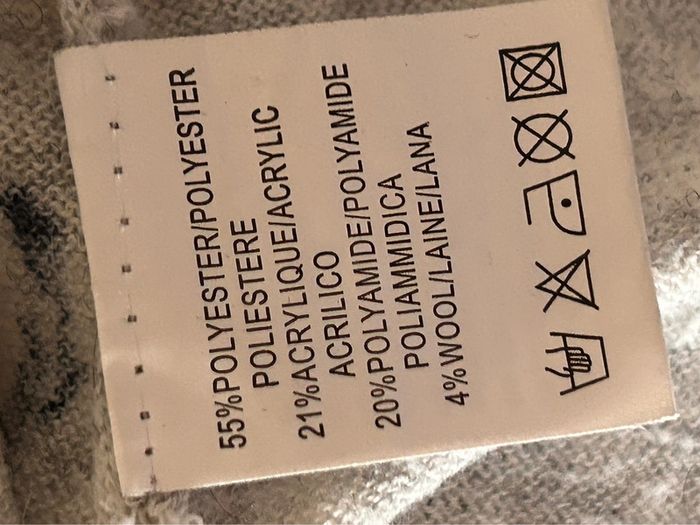 55%POLYESTER/POLYESTER
POLIESTERE
21%ACRYLIQUE/ACRYLIC
ACRILICO
20%POLYAMIDE/POLYAMIDE
POLIAMMIDICA
4%WOOL/LAINE/LANA